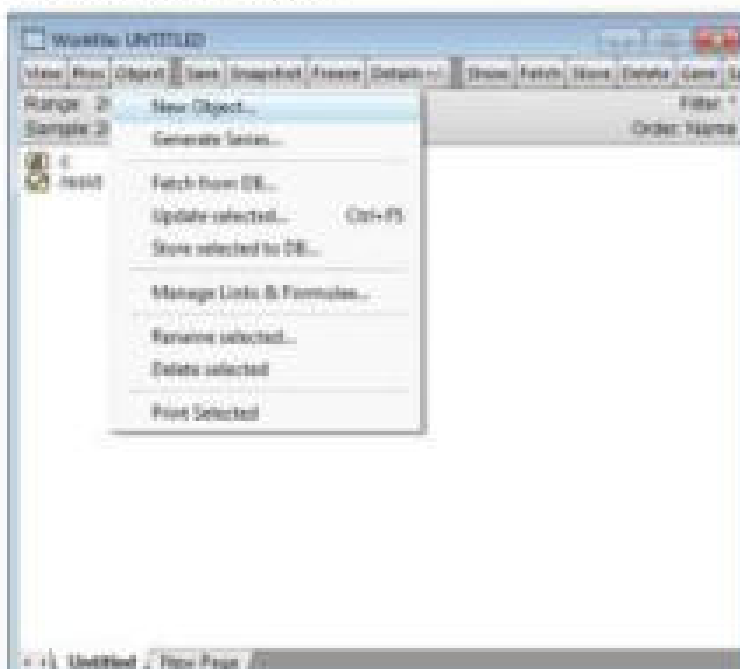 Workfile: UNTITLED
View Proc Object Save Snapshot Freeze Details+/- Show Fetch Store Delete Genr
Range: 2
Filter: *
Sample: 2
Order: Name
c
resid
New Object...
Generate Series...
Fetch from DB...
Update selected... Ctrl+F5
Store selected to DB...
Manage Links & Formulae...
Rename selected...
Delete selected
Print Selected
Untitled New Page